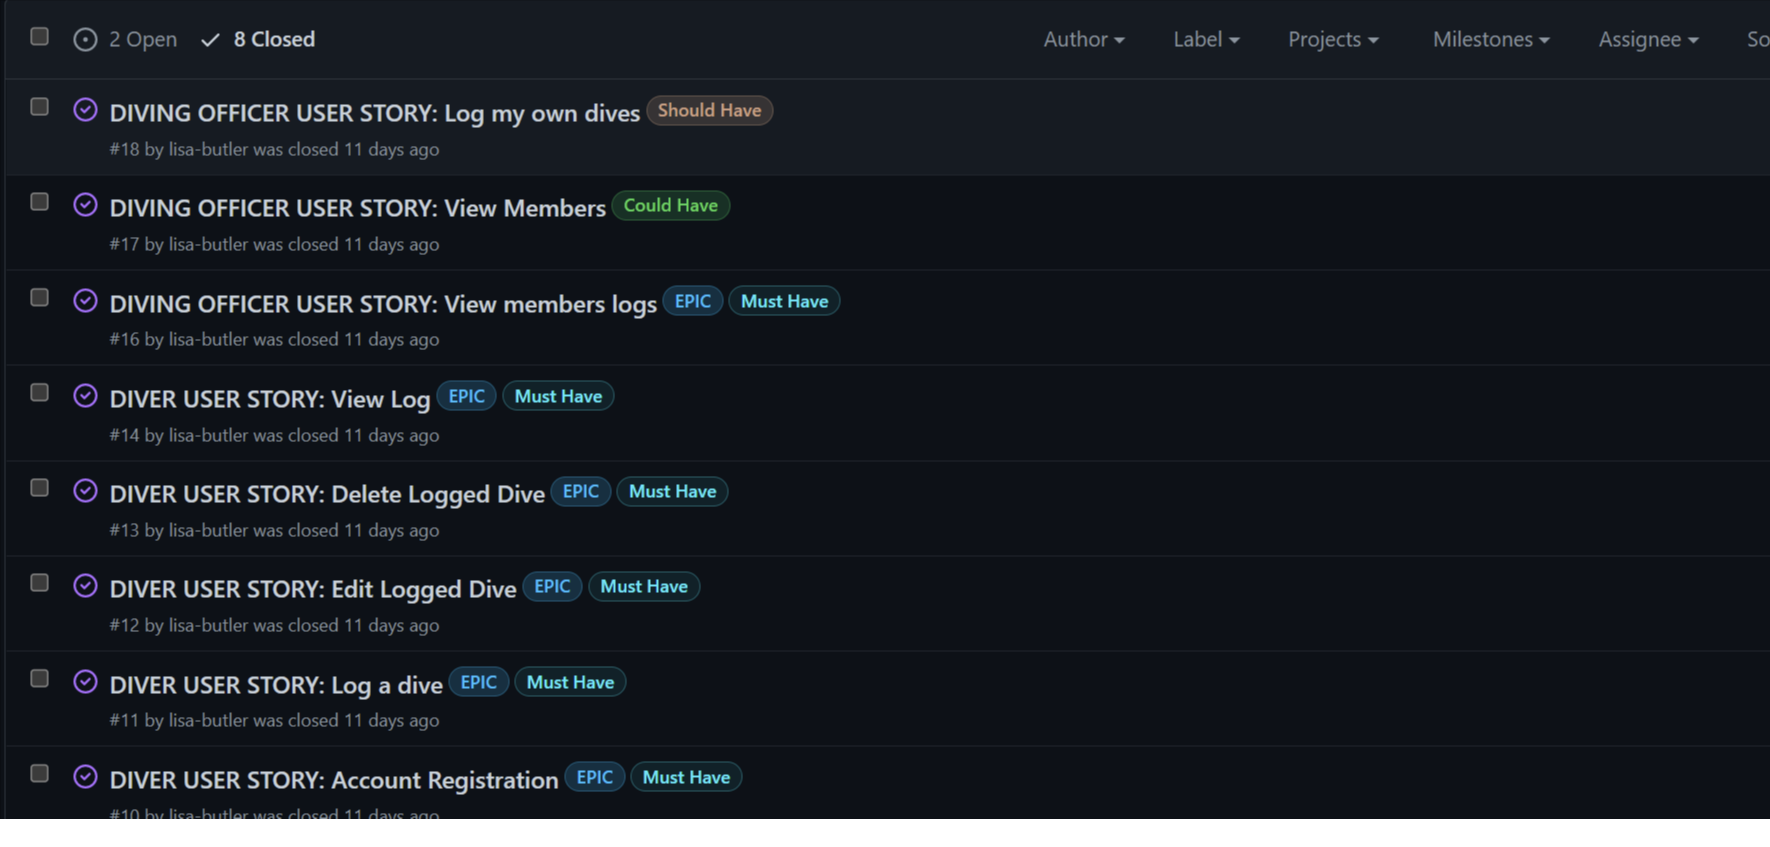 2 Open 8 Closed Author Label Projects Milestones Assignee So
DIVING OFFICER USER STORY: Log my own dives Should Have
#18 by lisa-butler was closed 11 days ago
DIVING OFFICER USER STORY: View Members Could Have
#17 by lisa-butler was closed 11 days ago
DIVING OFFICER USER STORY: View members logs EPIC Must Have
#16 by lisa-butler was closed 11 days ago
DIVER USER STORY: View Log EPIC Must Have
#14 by lisa-butler was closed 11 days ago
DIVER USER STORY: Delete Logged Dive EPIC Must Have
#13 by lisa-butler was closed 11 days ago
DIVER USER STORY: Edit Logged Dive EPIC Must Have
#12 by lisa-butler was closed 11 days ago
DIVER USER STORY: Log a dive EPIC Must Have
#11 by lisa-butler was closed 11 days ago
DIVER USER STORY: Account Registration EPIC Must Have
#10 by lisa-butler was closed 11 days ago